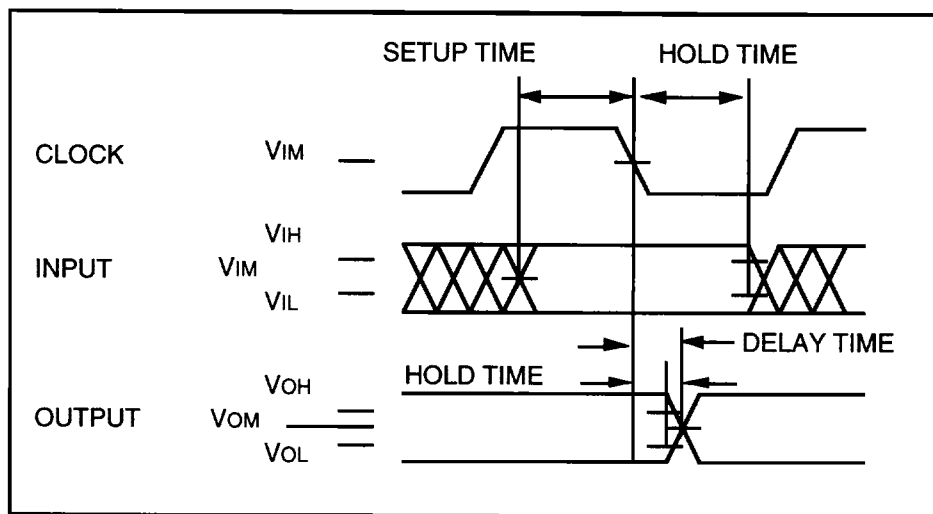 SETUP TIME HOLD TIME
CLOCK VIM
VIH
INPUT VIM
VIL
DELAY TIME
HOLD TIME
VOH
OUTPUT VOM
VOL